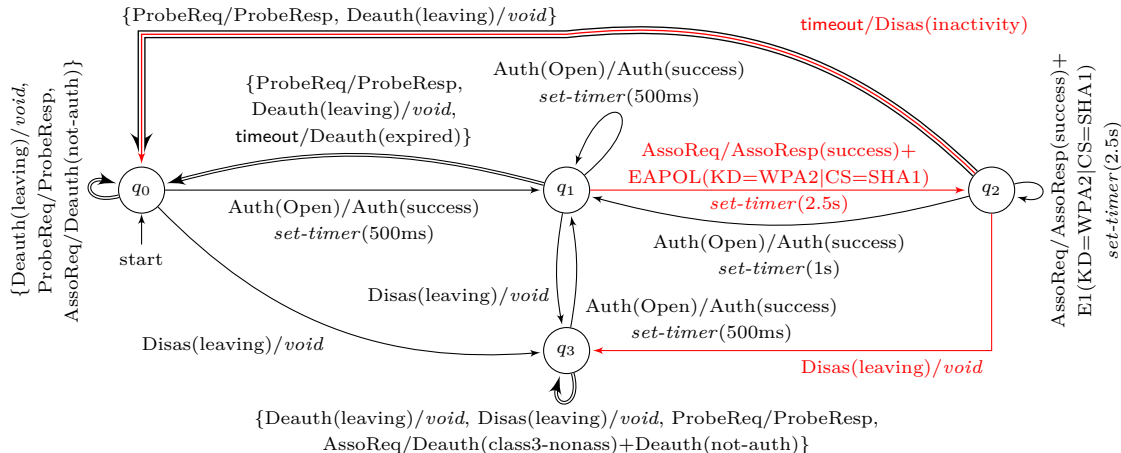 {ProbeReq/ProbeResp, Deauth(leaving)/void}
timeout/Disas(inactivity)
{Deauth(leaving)/void,
ProbeReq/ProbeResp,
AssoReq/Deauth(not-auth)}
{ProbeReq/ProbeResp,
Deauth(leaving)/void,
timeout/Deauth(expired)}
Auth(Open)/Auth(success)
set-timer(500ms)
AssoReq/AssoResp(success)+
E1(KD=WPA2|CS=SHA1)
set-timer(2.5s)
AssoReq/AssoResp(success)+
EAPOL(KD=WPA2|CS=SHA1)
set-timer(2.5s)
q0
q1
q2
Auth(Open)/Auth(success)
set-timer(500ms)
start
Auth(Open)/Auth(success)
set-timer(1s)
Disas(leaving)/void
Auth(Open)/Auth(success)
set-timer(500ms)
Disas(leaving)/void
q3
Disas(leaving)/void
{Deauth(leaving)/void, Disas(leaving)/void, ProbeReq/ProbeResp,
AssoReq/Deauth(class3-nonass)+Deauth(not-auth)}